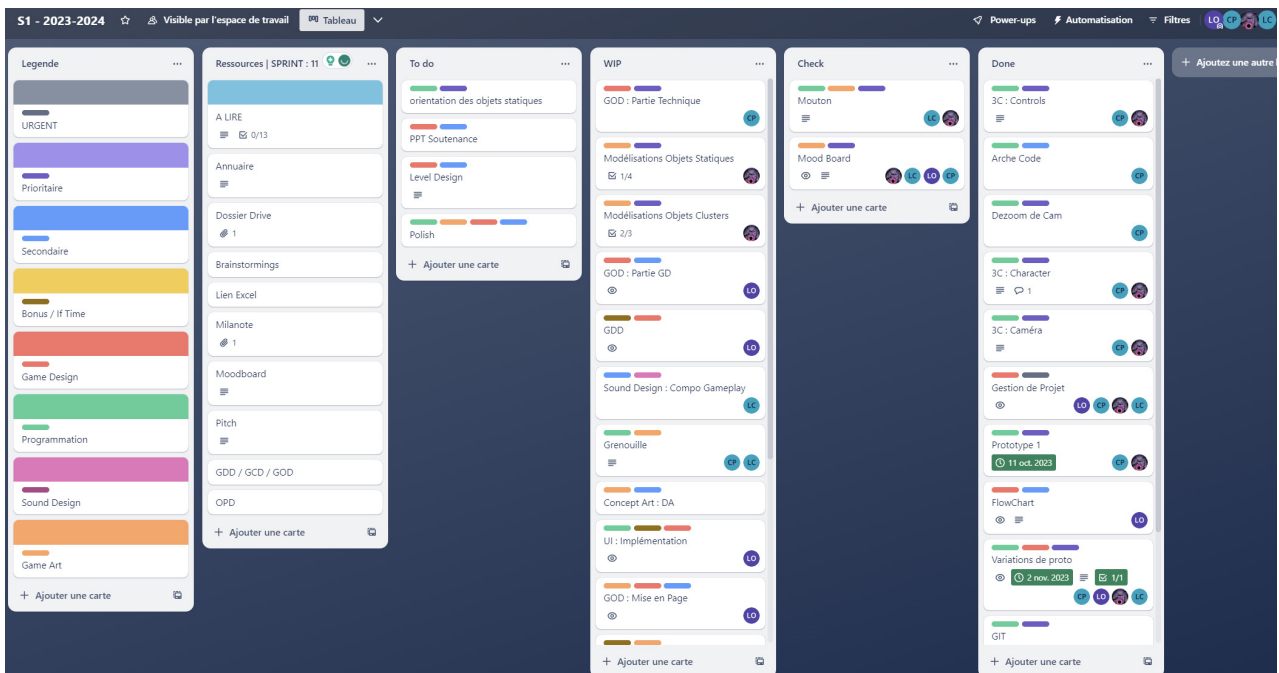 S1 - 2023-2024
Visible par l'espace de travail
Tableau
Power-ups
Automatisation
Filtres
LO
CP
LC
Legende
URGENT
Prioritaire
Secondaire
Bonus / If Time
Game Design
Programmation
Sound Design
Game Art
+ Ajouter une carte
Ressources | SPRINT : 11
A LIRE
0/13
Annuaire
Dossier Drive
1
Brainstormings
Lien Excel
Milanote
1
Moodboard
Pitch
GDD / GCD / GOD
OPD
+ Ajouter une carte
To do
orientation des objets statiques
PPT Soutenance
Level Design
Polish
+ Ajouter une carte
WIP
GOD : Partie Technique
CP
Modélisations Objets Statiques
1/4
Modélisations Objets Clusters
2/3
GOD : Partie GD
LO
GDD
LO
Sound Design : Compo Gameplay
LC
Grenouille
CP LC
Concept Art : DA
UI : Implémentation
LO
GOD : Mise en Page
LO
+ Ajouter une carte
Check
Mouton
LC
Mood Board
LC LO CP
+ Ajouter une carte
Done
3C : Controls
CP
Arche Code
CP
Dezoom de Cam
CP
3C : Character
1
CP
3C : Caméra
CP
Gestion de Projet
LO CP LC
Prototype 1
11 oct. 2023
CP
FlowChart
LO
Variations de proto
2 nov. 2023
1/1
CP LO LC
GIT
+ Ajouter une carte
+ Ajoutez une autre